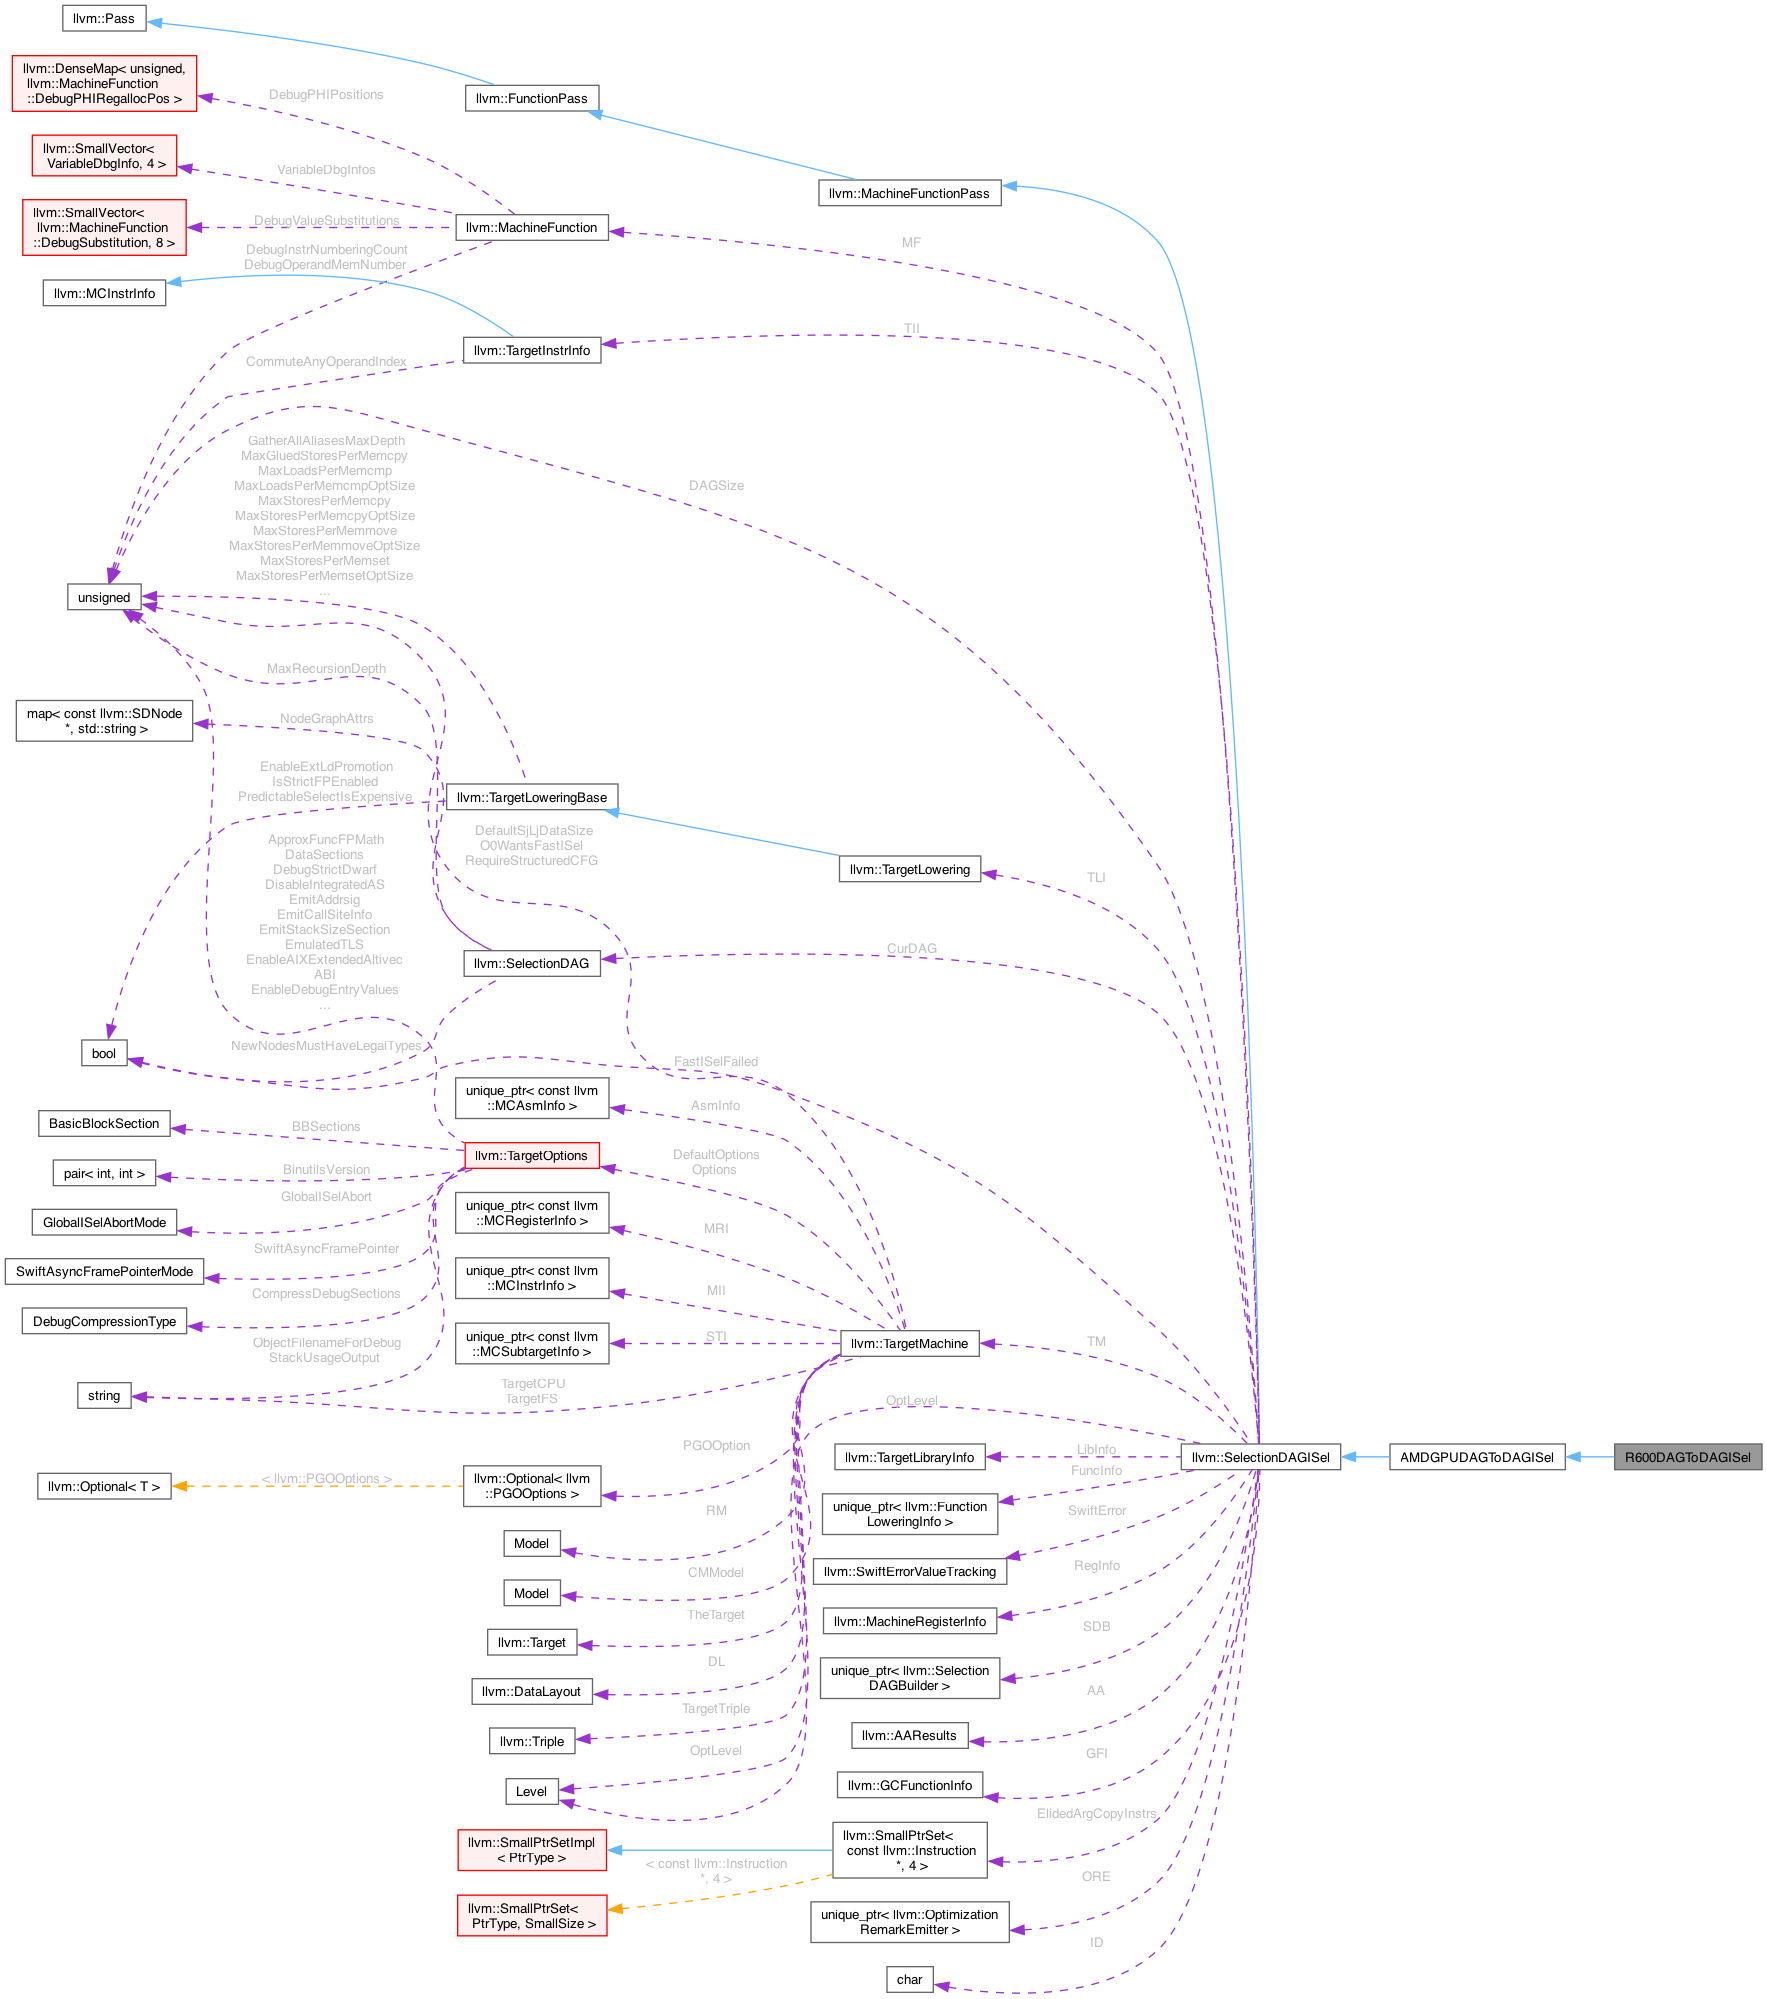 llvm::Pass
llvm::DenseMap< unsigned,
llvm::MachineFunction
::DebugPHIRegallocPos >
DebugPHIPositions
llvm::FunctionPass
llvm::SmallVector<
VariableDbgInfo, 4 >
VariableDbgInfos
llvm::MachineFunctionPass
llvm::SmallVector<
llvm::MachineFunction
::DebugSubstitution, 8 >
DebugValueSubstitutions
llvm::MachineFunction
MF
DebugInstrNumberingCount
DebugOperandMemNumber
llvm::MCInstrInfo
TII
llvm::TargetInstrInfo
CommuteAnyOperandIndex
GatherAllAliasesMaxDepth
MaxGluedStoresPerMemcpy
MaxLoadsPerMemcmp
MaxLoadsPerMemcmpOptSize
MaxStoresPerMemcpy
MaxStoresPerMemcpyOptSize
MaxStoresPerMemmove
MaxStoresPerMemmoveOptSize
MaxStoresPerMemset
MaxStoresPerMemsetOptSize
...
DAGSize
unsigned
MaxRecursionDepth
map< const llvm::SDNode
*, std::string >
NodeGraphAttrs
EnableExtLdPromotion
IsStrictFPEnabled
PredictableSelectIsExpensive
llvm::TargetLoweringBase
DefaultSjLjDataSize
O0WantsFastISel
RequireStructuredCFG
llvm::TargetLowering
TLI
ApproxFuncFPMath
DataSections
DebugStrictDwarf
DisableIntegratedAS
EmitAddrsig
EmitCallSiteInfo
EmitStackSizeSection
EmulatedTLS
EnableAIXExtendedAltivec
ABI
EnableDebugEntryValues
...
llvm::SelectionDAG
CurDAG
bool
NewNodesMustHaveLegalTypes
FastISelFailed
unique_ptr< const llvm
::MCAsmInfo >
AsmInfo
BasicBlockSection
BBSections
llvm::TargetOptions
DefaultOptions
Options
pair< int, int >
BinutilsVersion
GlobalISelAbort
GlobalISelAbortMode
unique_ptr< const llvm
::MCRegisterInfo >
MRI
SwiftAsyncFramePointer
SwiftAsyncFramePointerMode
unique_ptr< const llvm
::MCInstrInfo >
MII
CompressDebugSections
DebugCompressionType
unique_ptr< const llvm
::MCSubtargetInfo >
STI
llvm::TargetMachine
TM
ObjectFilenameForDebug
StackUsageOutput
string
TargetCPU
TargetFS
OptLevel
PGOOption
llvm::TargetLibraryInfo
LibInfo
llvm::SelectionDAGISel
AMDGPUDAGToDAGISel
R600DAGToDAGISel
llvm::Optional< T >
< llvm::PGOOptions >
llvm::Optional< llvm
::PGOOptions >
FuncInfo
unique_ptr< llvm::Function
LoweringInfo >
RM
SwiftError
Model
CMModel
llvm::SwiftErrorValueTracking
RegInfo
Model
TheTarget
llvm::MachineRegisterInfo
SDB
llvm::Target
DL
unique_ptr< llvm::Selection
DAGBuilder >
AA
llvm::DataLayout
TargetTriple
llvm::AAResults
llvm::Triple
OptLevel
GFI
llvm::GCFunctionInfo
Level
ElidedArgCopyInstrs
llvm::SmallPtrSetImpl
< PtrType >
llvm::SmallPtrSet<
const llvm::Instruction
*, 4 >
< const llvm::Instruction
*, 4 >
ORE
llvm::SmallPtrSet<
PtrType, SmallSize >
unique_ptr< llvm::Optimization
RemarkEmitter >
ID
char